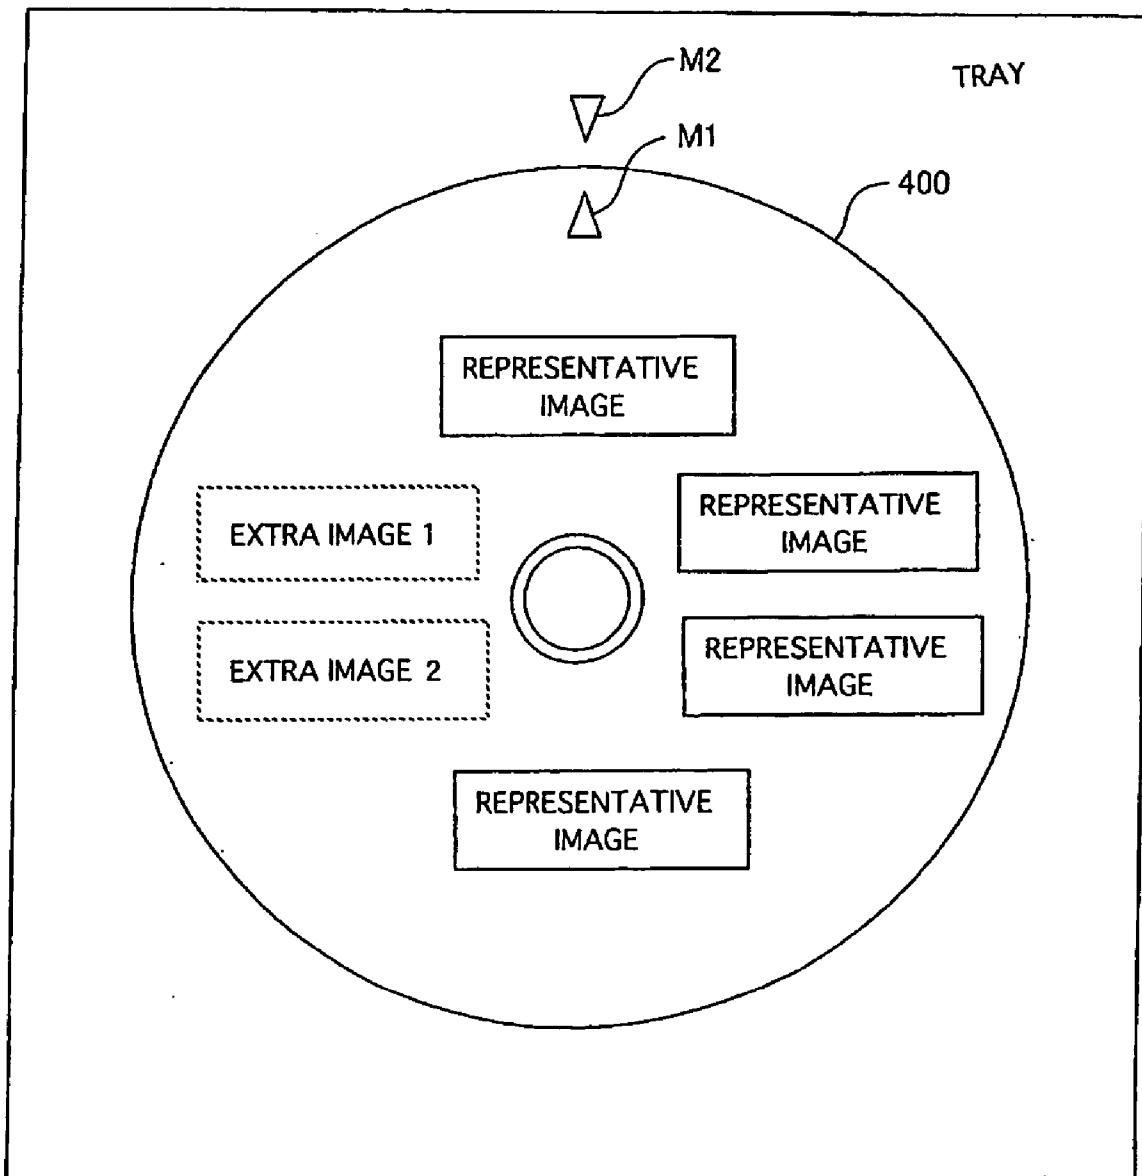 M2
TRAY
M1
400
REPRESENTATIVE
IMAGE
REPRESENTATIVE
IMAGE
EXTRA IMAGE 1
REPRESENTATIVE
IMAGE
EXTRA IMAGE 2
REPRESENTATIVE
IMAGE